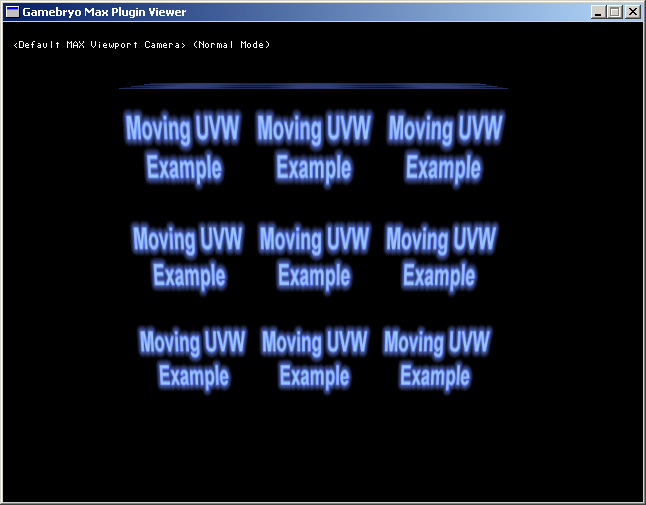 Gamebryo Max Plugin Viewer
<Default MAX Viewport Camera> (Normal Mode)
Moving UVW Moving UVW Moving UVW
Example Example Example
Moving UVW Moving UVW Moving UVW
Example Example Example
Moving UVW Moving UVW Moving UVW
Example Example Example